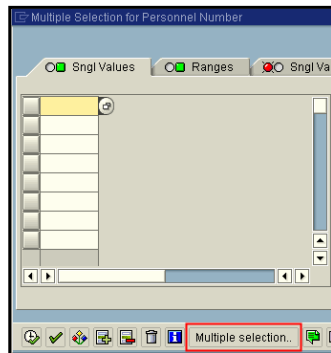 Multiple Selection for Personnel Number
Sngl Values Ranges Sngl Va
Multiple selection..